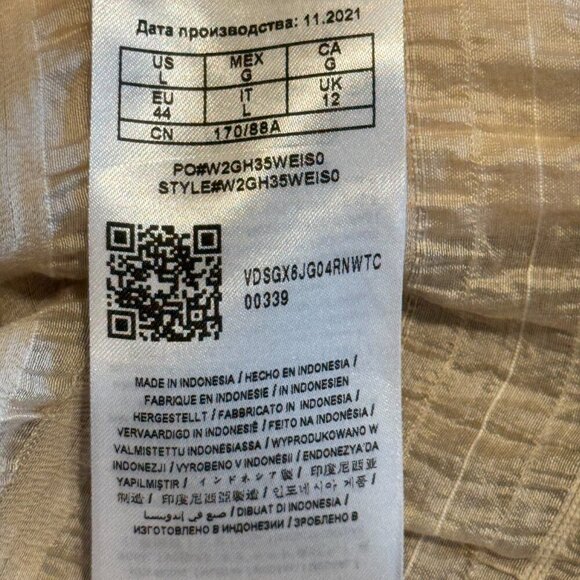 Дата производства: 11.2021
US MEX CA
L G G
EU IT UK
44 L 12
CN 170/88A
PO#W2GH35WEIS0
STYLE#W2GH35WEIS0
VDSGX6JG04RNWTC
00339
MADE IN INDONESIA / HECHO EN INDONESIA /
FABRIQUE EN INDONESIE / IN INDONESIEN
HERGESTELLT / FABBRICATO IN INDONESIA /
VERVAARDIGD IN INDONESIË / FEITO NA INDONÉSIA /
VALMISTETTU INDONESIASSA / WYPRODUKOWANO W
INDONEZJI / VYROBENO V INDONÉSII / ENDONEZYA'DA
YAPILMIŞTIR / インドネシア製 / 印度尼西亚
制造 / 印度尼西亞製造 / 인도네시아 제품 /
صنع في إندونيسيا / DIBUAT DI INDONESIA /
ИЗГОТОВЛЕНО В ИНДОНЕЗИИ / ЗРОБЛЕНО В